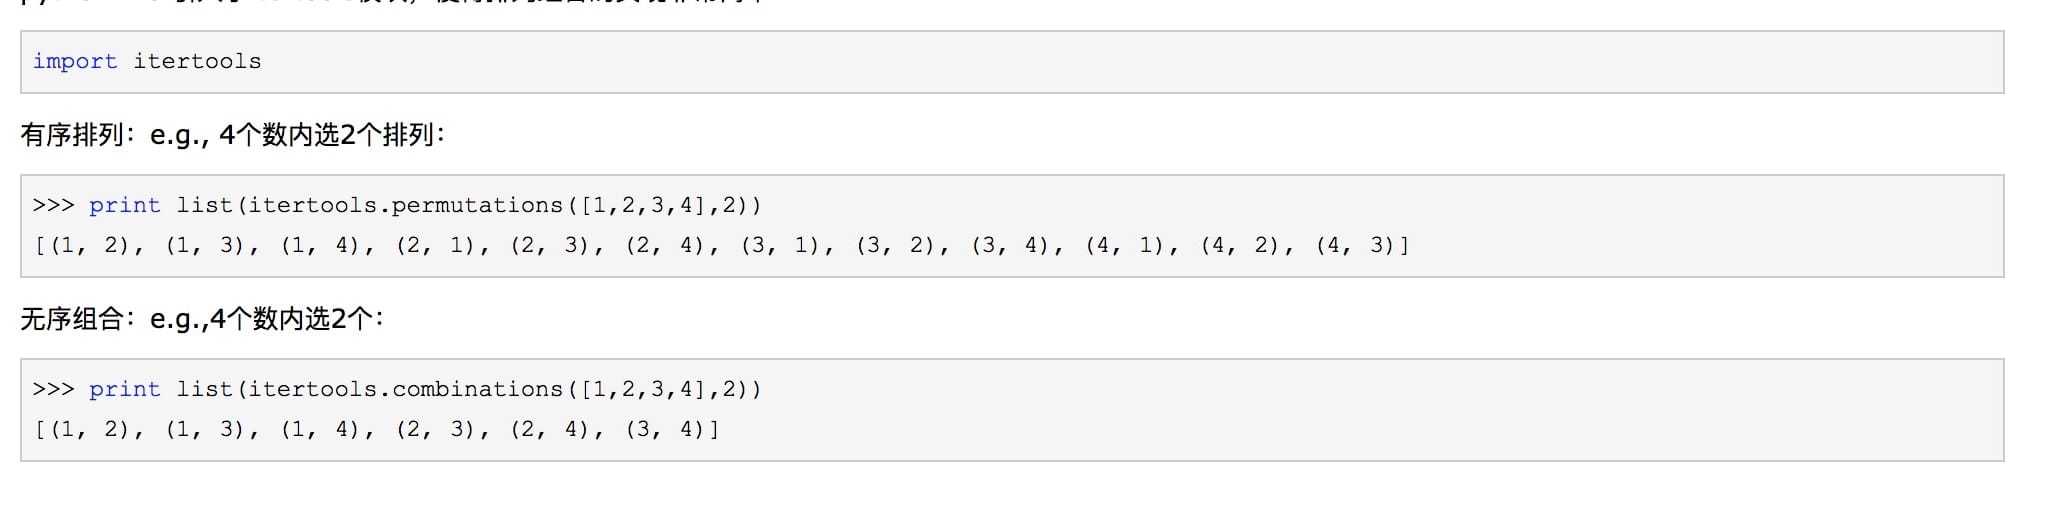 import itertools
有序排列：e.g., 4个数内选2个排列：
>>> print list(itertools.permutations([1,2,3,4],2))
[(1, 2), (1, 3), (1, 4), (2, 1), (2, 3), (2, 4), (3, 1), (3, 2), (3, 4), (4, 1), (4, 2), (4, 3)]
无序组合：e.g.,4个数内选2个：
>>> print list(itertools.combinations([1,2,3,4],2))
[(1, 2), (1, 3), (1, 4), (2, 3), (2, 4), (3, 4)]